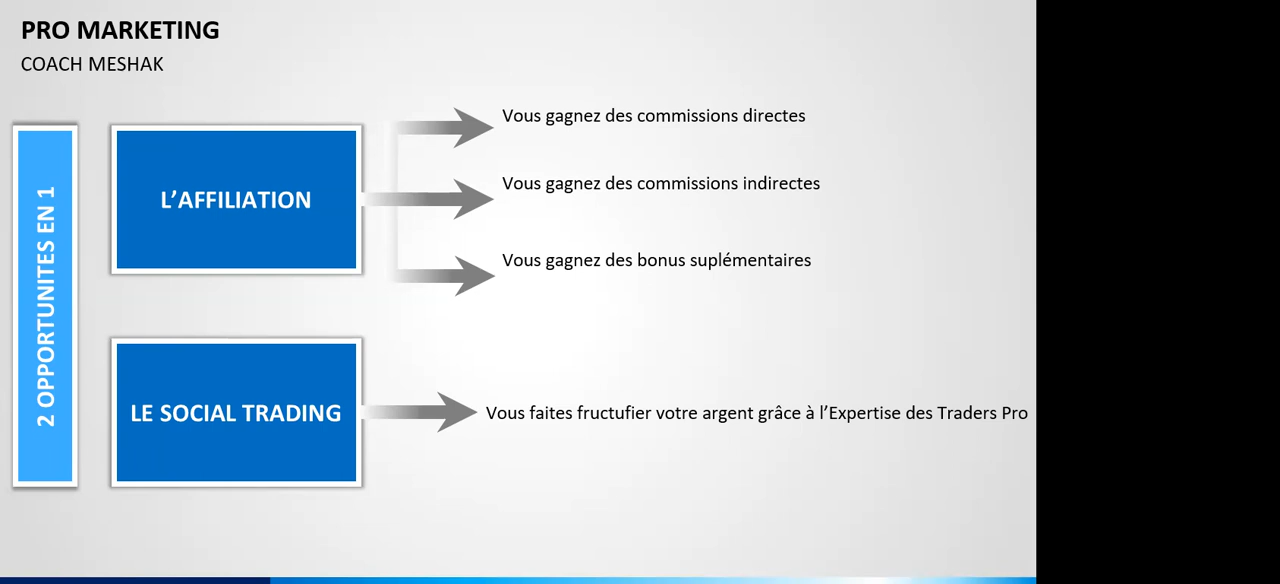 PRO MARKETING
COACH MESHAK
2 OPPORTUNITES EN 1
L'AFFILIATION
Vous gagnez des commissions directes
Vous gagnez des commissions indirectes
Vous gagnez des bonus suplémentaires
LE SOCIAL TRADING
Vous faites fructufier votre argent grâce à l'Expertise des Traders Pro